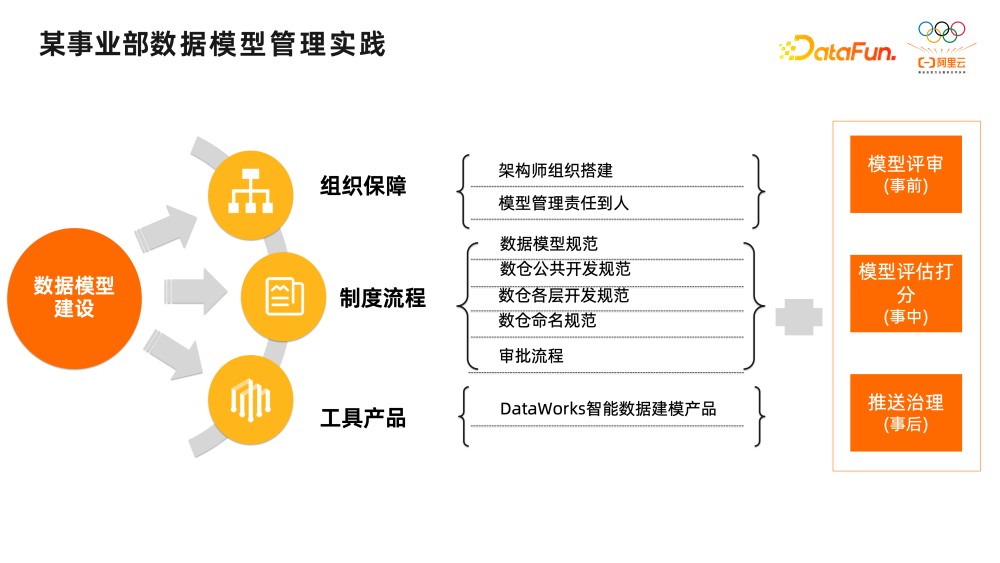 某事业部数据模型管理实践
DataFun.
阿里云
数据模型
建设
组织保障
架构师组织搭建
模型管理责任到人
制度流程
数据模型规范
数仓公共开发规范
数仓各层开发规范
数仓命名规范
审批流程
工具产品
DataWorks智能数据建模产品
模型评审
(事前)
模型评估打
分
(事中)
推送治理
(事后)